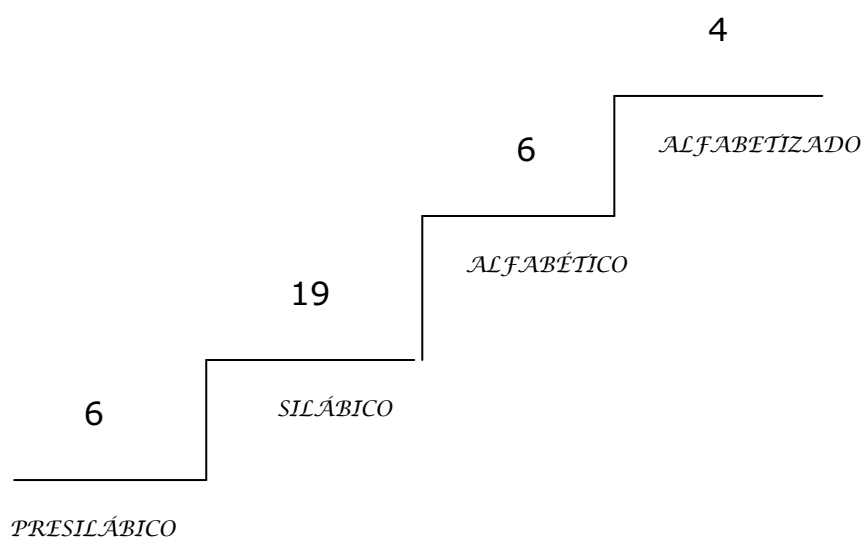 4
ALFABETIZADO
6
ALFABÉTICO
19
SILÁBICO
6
PRESILÁBICO